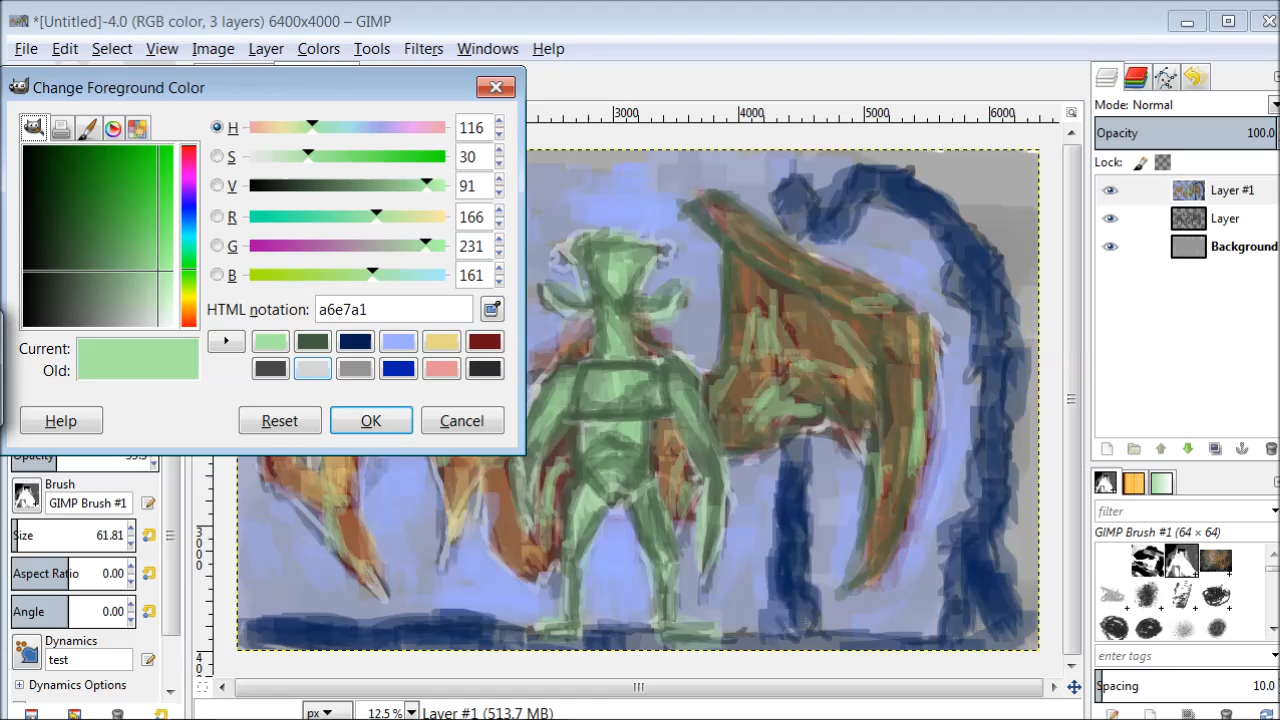 *[Untitled]-4.0 (RGB color, 3 layers) 6400x4000 – GIMP
File Edit Select View Image Layer Colors Tools Filters Windows Help
Change Foreground Color
H 116
S 30
V 91
R 166
G 231
B 161
HTML notation: a6e7a1
Current:
Old:
Help Reset OK Cancel
3000 4000 5000 6000
Mode: Normal
Opacity 100.0
Lock:
Layer #1
Layer
Background
Brush
GIMP Brush #1
Size 61.81
Aspect Ratio 0.00
Angle 0.00
Dynamics
test
Dynamics Options
3000
filter
GIMP Brush #1 (64 × 64)
enter tags
Spacing 10.0
px 12.5 % Layer #1 (513.7 MB)